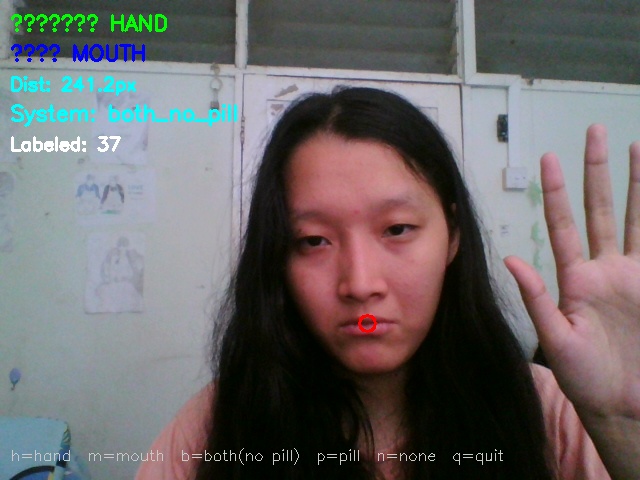 ??????? HAND
???? MOUTH
Dist: 241.2px
System: both_no_pill
Labeled: 37
h=hand m=mouth b=both(no pill) p=pill n=none q=quit